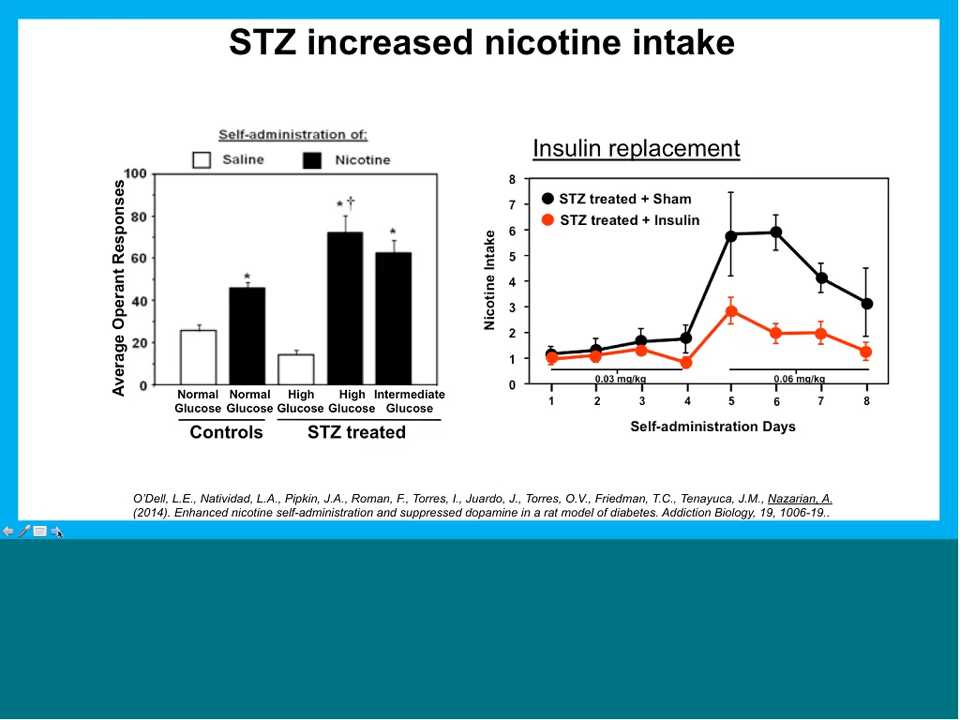 STZ increased nicotine intake
Self-administration of:
Saline
Nicotine
Average Operant Responses
100
80
60
40
20
0
*
*†
*
Normal Glucose
Normal Glucose
High Glucose
High Glucose
Intermediate Glucose
Controls
STZ treated
Insulin replacement
STZ treated + Sham
STZ treated + Insulin
Nicotine Intake
8
7
6
5
4
3
2
1
0
0.03 mg/kg
0.06 mg/kg
1 2 3 4 5 6 7 8
Self-administration Days
O'Dell, L.E., Natividad, L.A., Pipkin, J.A., Roman, F., Torres, I., Juardo, J., Torres, O.V., Friedman, T.C., Tenayuca, J.M., Nazarian, A.
(2014). Enhanced nicotine self-administration and suppressed dopamine in a rat model of diabetes. Addiction Biology, 19, 1006-19..